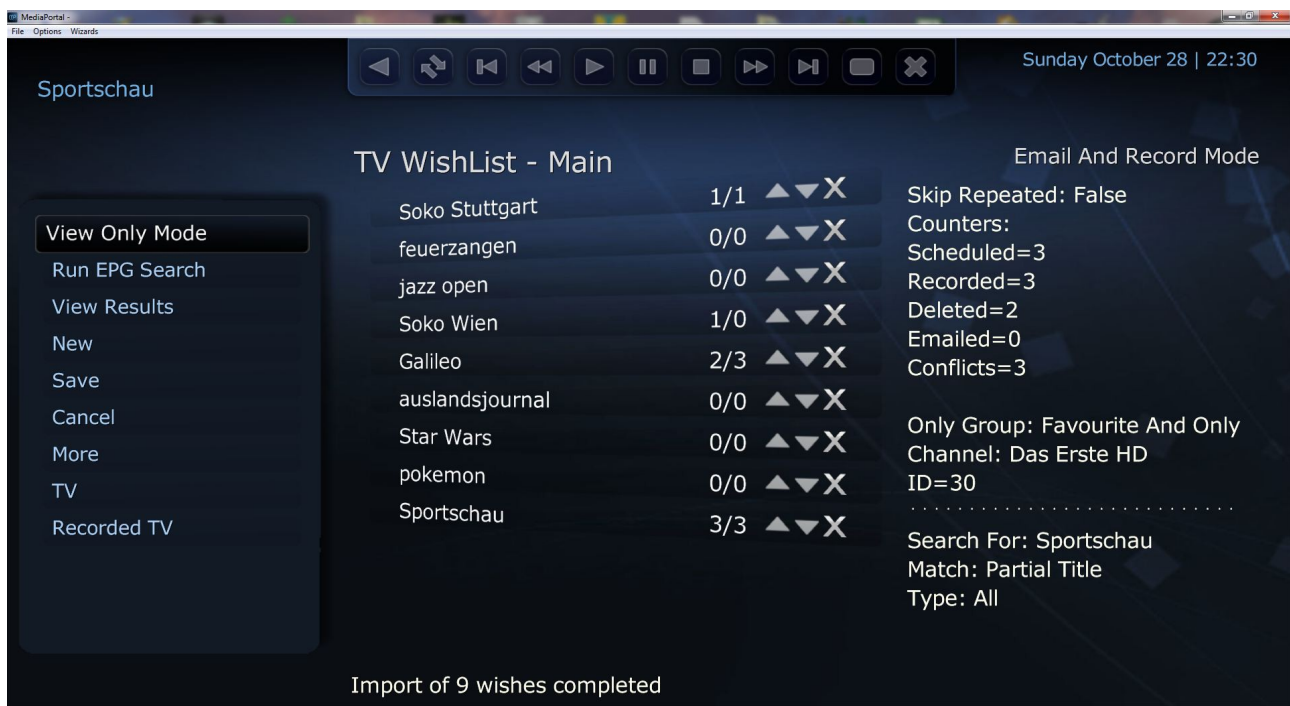 MediaPortal -
File Options Wizards
Sunday October 28 | 22:30
Sportschau
TV WishList - Main
Email And Record Mode
View Only Mode
Run EPG Search
View Results
New
Save
Cancel
More
TV
Recorded TV
Soko Stuttgart 1/1
feuerzangen 0/0
jazz open 0/0
Soko Wien 1/0
Galileo 2/3
auslandsjournal 0/0
Star Wars 0/0
pokemon 0/0
Sportschau 3/3
Skip Repeated: False
Counters:
Scheduled=3
Recorded=3
Deleted=2
Emailed=0
Conflicts=3
Only Group: Favourite And Only
Channel: Das Erste HD
ID=30
Search For: Sportschau
Match: Partial Title
Type: All
Import of 9 wishes completed